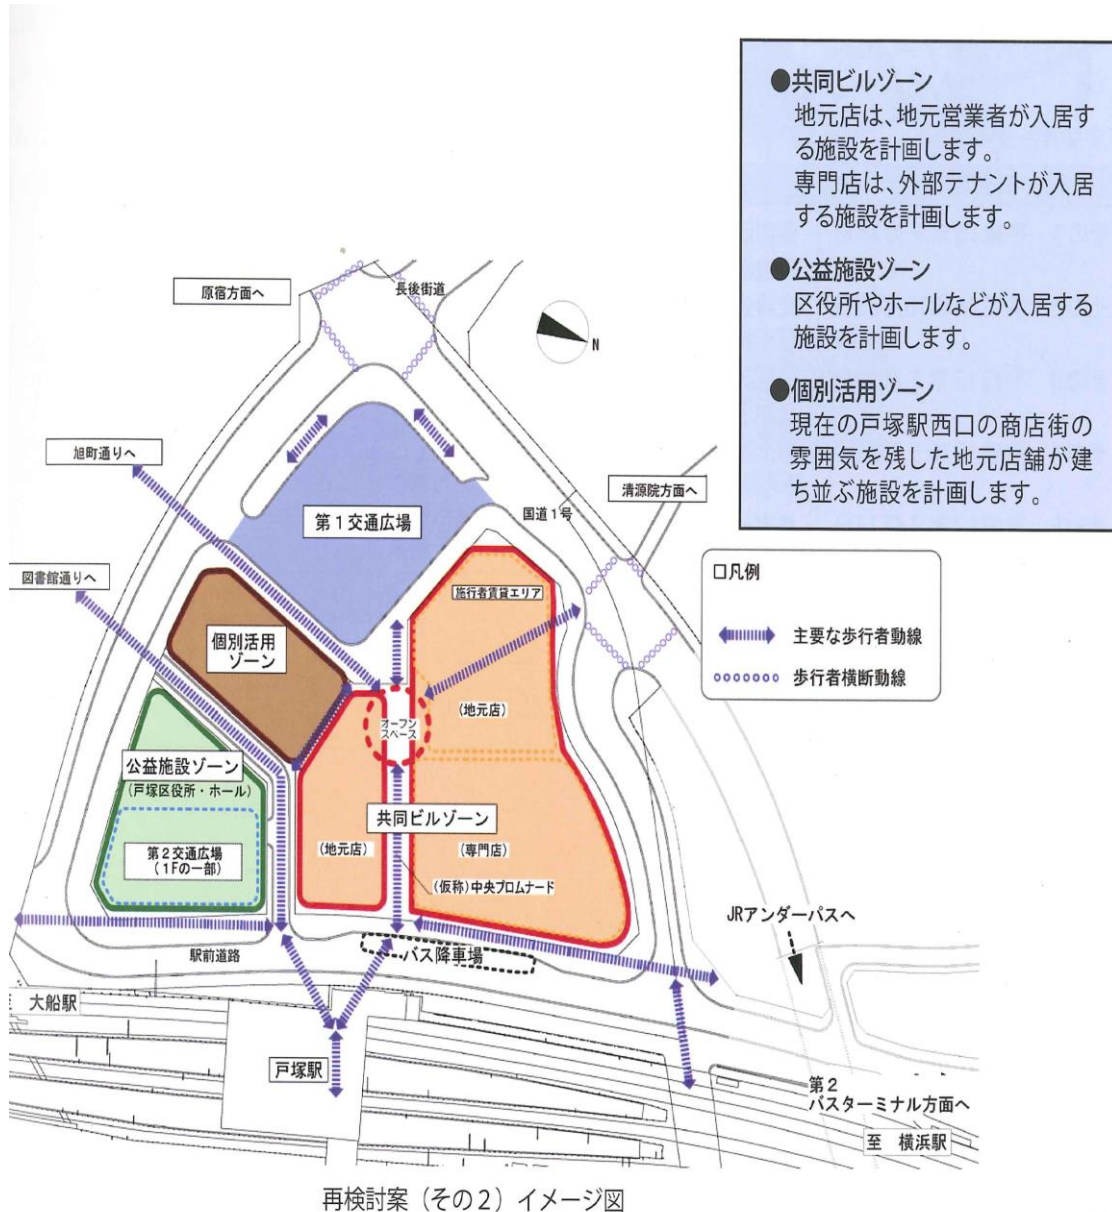 ●共同ビルゾーン
地元店は、地元営業者が入居す
る施設を計画します。
専門店は、外部テナントが入居
する施設を計画します。
●公益施設ゾーン
区役所やホールなどが入居する
施設を計画します。
●個別活用ゾーン
現在の戸塚駅西口の商店街の
雰囲気を残した地元店舗が建
ち並ぶ施設を計画します。
原宿方面へ
長後街道
N
旭町通りへ
清源院方面へ
国道1号
第1交通広場
図書館通りへ
□凡例
主要な歩行者動線
歩行者横断動線
施行者賃貸エリア
個別活用
ゾーン
(地元店)
オープン
スペース
公益施設ゾーン
(戸塚区役所・ホール)
共同ビルゾーン
(地元店)
(専門店)
第2交通広場
(1Fの一部)
(仮称)中央プロムナード
JRアンダーパスへ
駅前道路
バス降車場
至 大船駅
戸塚駅
第2
バスターミナル方面へ
至 横浜駅
再検討案(その2)イメージ図